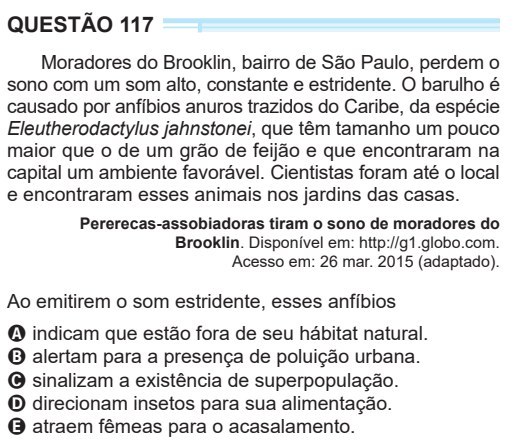 QUESTÃO 117
Moradores do Brooklin, bairro de São Paulo, perdem o
sono com um som alto, constante e estridente. O barulho é
causado por anfíbios anuros trazidos do Caribe, da espécie
Eleutherodactylus jahnstonei, que têm tamanho um pouco
maior que o de um grão de feijão e que encontraram na
capital um ambiente favorável. Cientistas foram até o local
e encontraram esses animais nos jardins das casas.
Pererecas-assobiadoras tiram o sono de moradores do
Brooklin. Disponível em: http://g1.globo.com.
Acesso em: 26 mar. 2015 (adaptado).
Ao emitirem o som estridente, esses anfíbios
A indicam que estão fora de seu hábitat natural.
B alertam para a presença de poluição urbana.
C sinalizam a existência de superpopulação.
D direcionam insetos para sua alimentação.
E atraem fêmeas para o acasalamento.